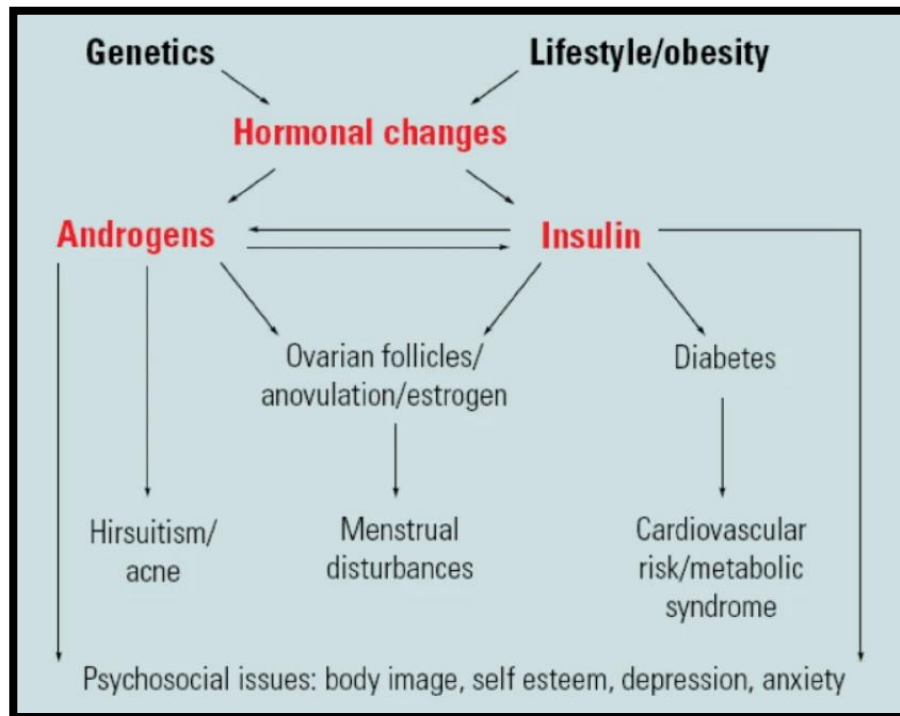 Genetics
Lifestyle/obesity
Hormonal changes
Androgens
Insulin
Ovarian follicles/
anovulation/estrogen
Diabetes
Hirsuitism/
acne
Menstrual
disturbances
Cardiovascular
risk/metabolic
syndrome
Psychosocial issues: body image, self esteem, depression, anxiety